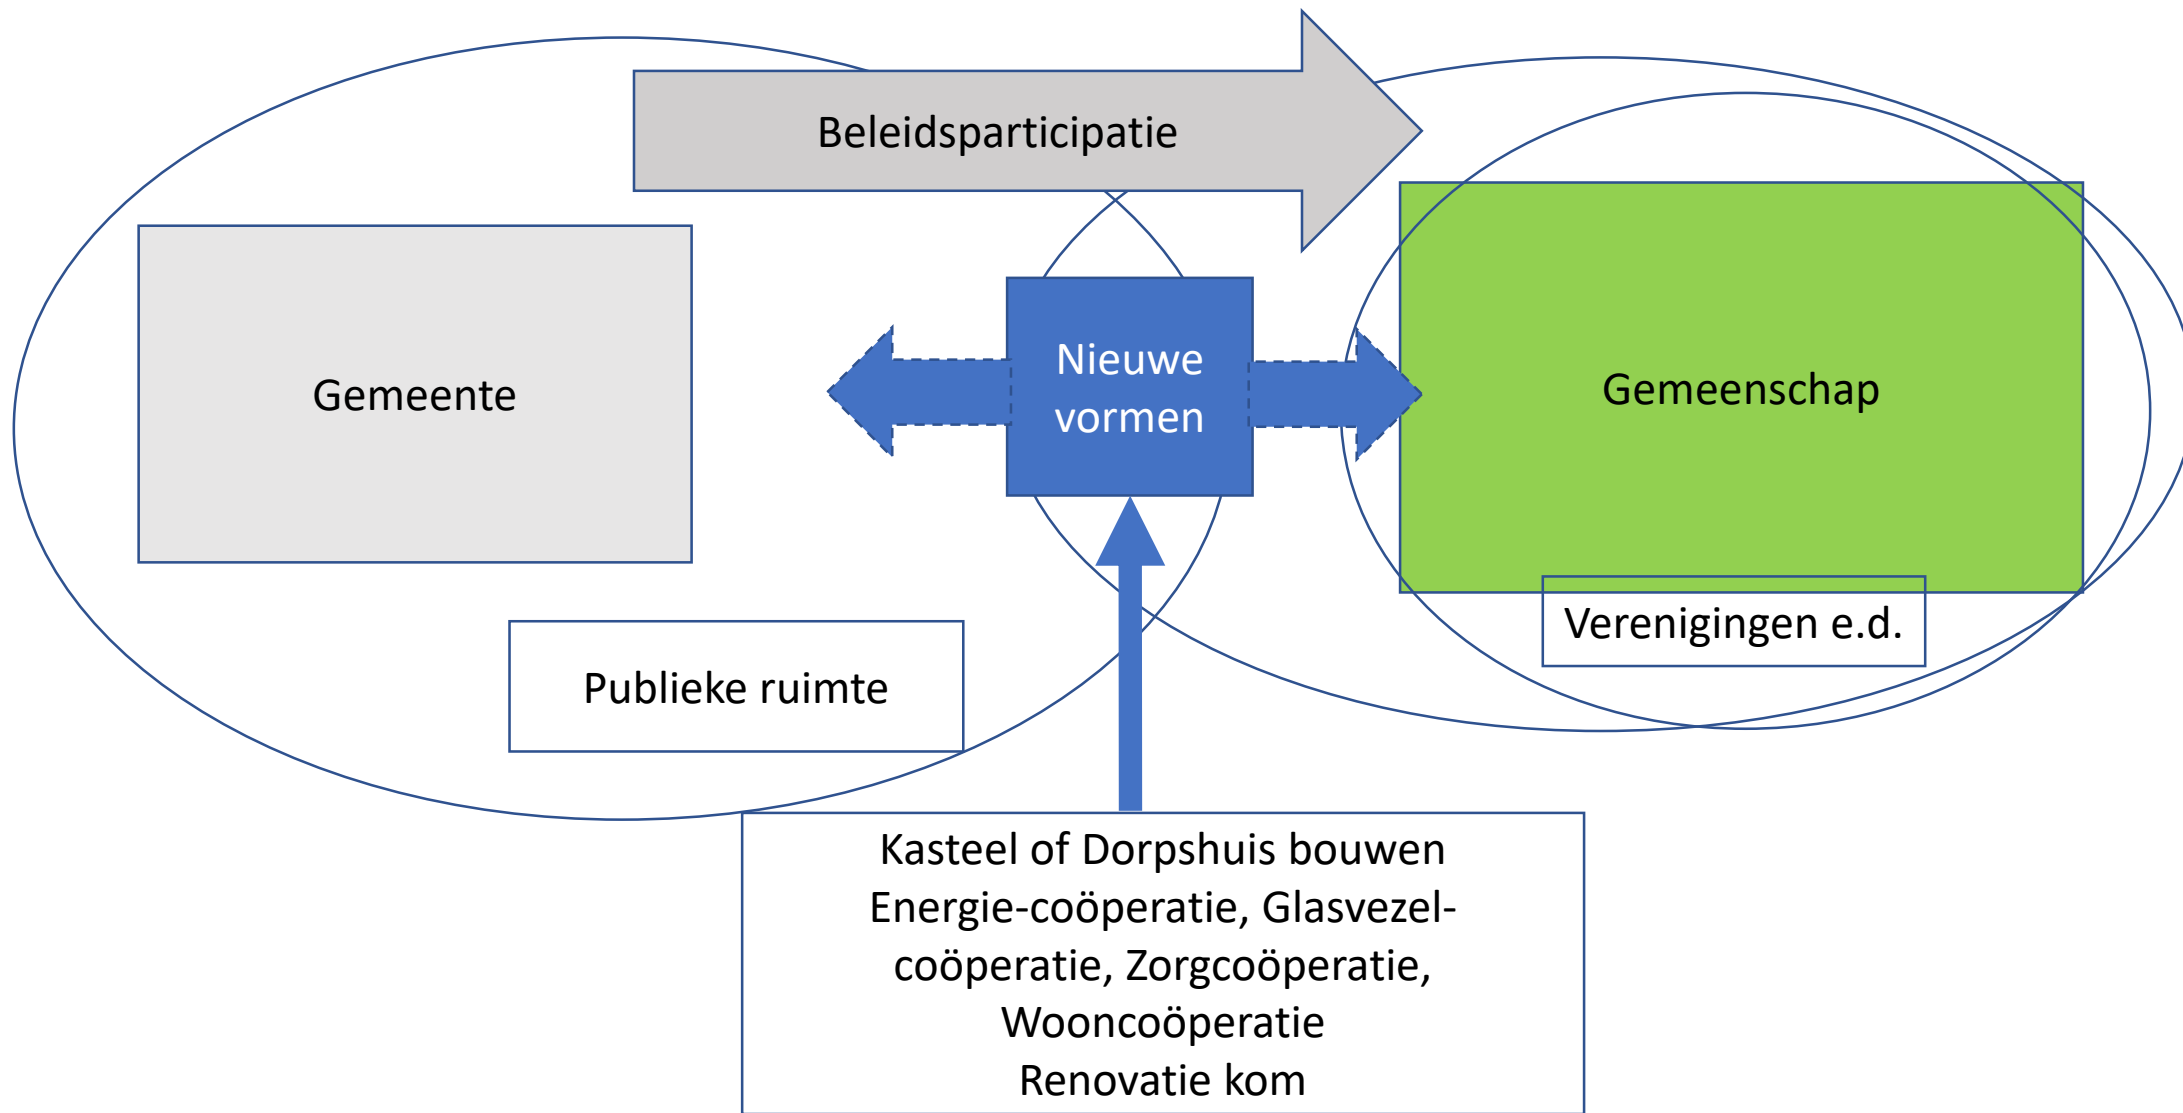 Beleidsparticipatie
Gemeente
Nieuwe
vormen
Gemeenschap
Verenigingen e.d.
Publieke ruimte
Kasteel of Dorpshuis bouwen
Energie-coöperatie, Glasvezel-
coöperatie, Zorgcoöperatie,
Wooncoöperatie
Renovatie kom